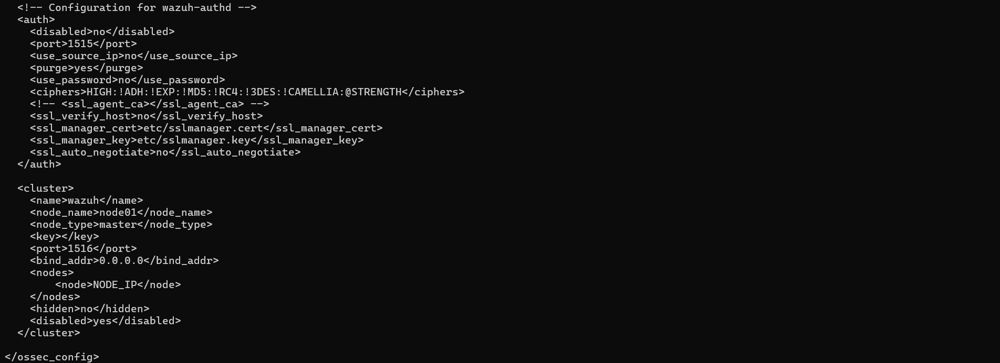 <!-- Configuration for wazuh-authd -->
<auth>
<disabled>no</disabled>
<port>1515</port>
<use_source_ip>no</use_source_ip>
<purge>yes</purge>
<use_password>no</use_password>
<ciphers>HIGH:!ADH:!EXP:!MD5:!RC4:!3DES:!CAMELLIA:@STRENGTH</ciphers>
<!-- <ssl_agent_ca></ssl_agent_ca> -->
<ssl_verify_host>no</ssl_verify_host>
<ssl_manager_cert>etc/sslmanager.cert</ssl_manager_cert>
<ssl_manager_key>etc/sslmanager.key</ssl_manager_key>
<ssl_auto_negotiate>no</ssl_auto_negotiate>
</auth>
<cluster>
<name>wazuh</name>
<node_name>node01</node_name>
<node_type>master</node_type>
<key></key>
<port>1516</port>
<bind_addr>0.0.0.0</bind_addr>
<nodes>
<node>NODE_IP</node>
</nodes>
<hidden>no</hidden>
<disabled>yes</disabled>
</cluster>
</ossec_config>